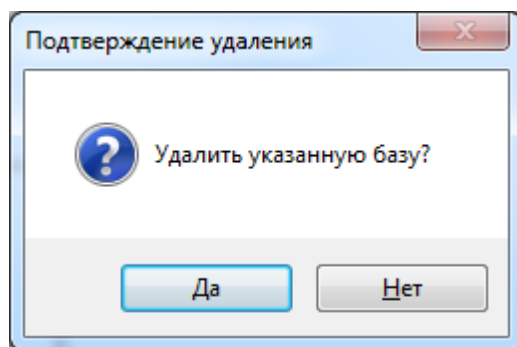 Подтверждение удаления
Удалить указанную базу?
Да
Нет